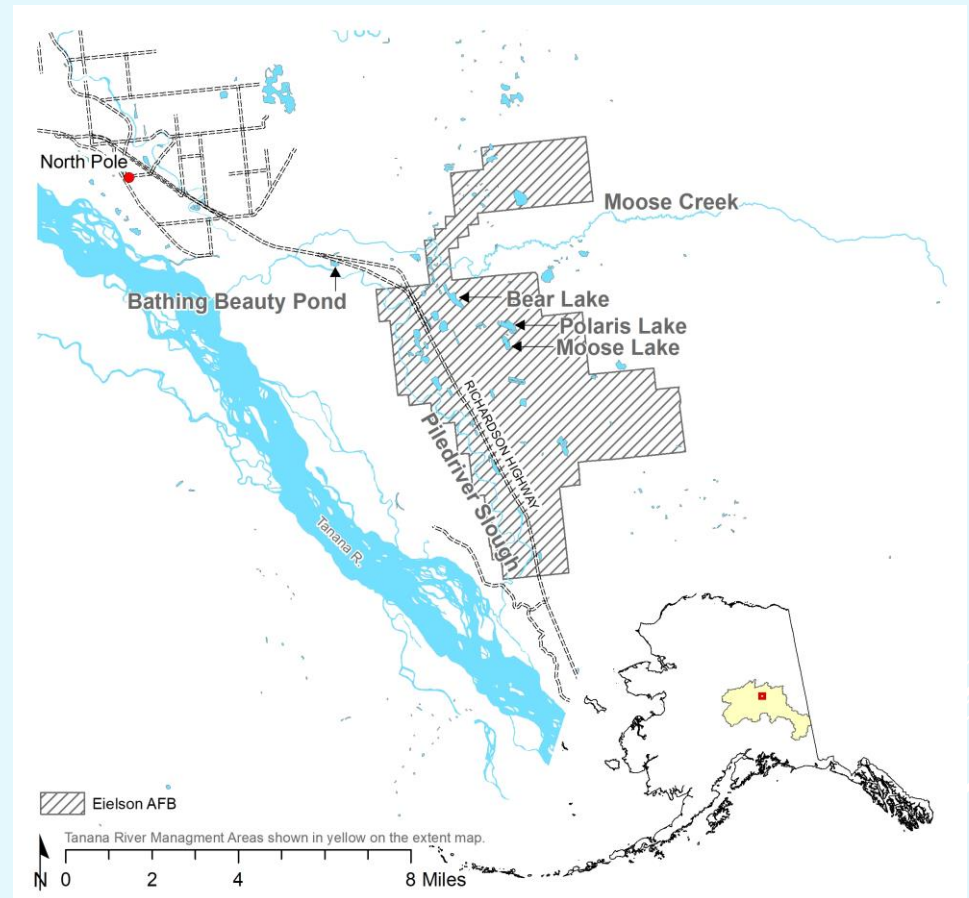 North Pole
Moose Creek
Bathing Beauty Pond
Bear Lake
Polaris Lake
Moose Lake
RICHARDSON HIGHWAY
Piledriver Slough
Tanana R.
Eielson AFB
Tanana River Managment Areas shown in yellow on the extent map.
N 0 2 4 8 Miles